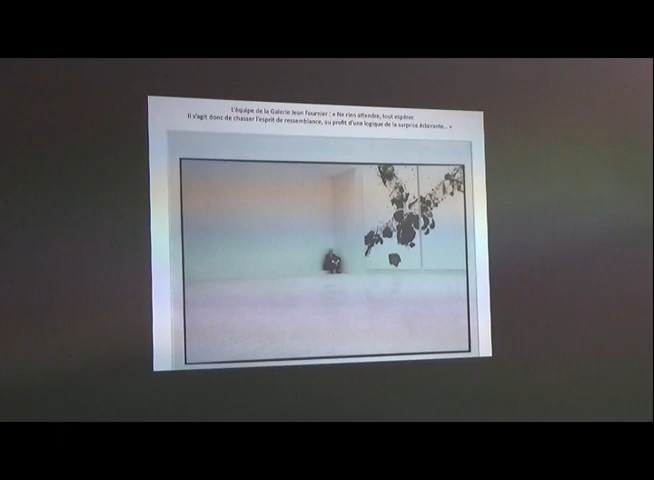 L'équipe de la Galerie Jean Fournier : « Ne rien attendre, tout espérer.
Il s'agit donc de chasser l'esprit de ressemblance, au profit d'une logique de la surprise éclairante… »